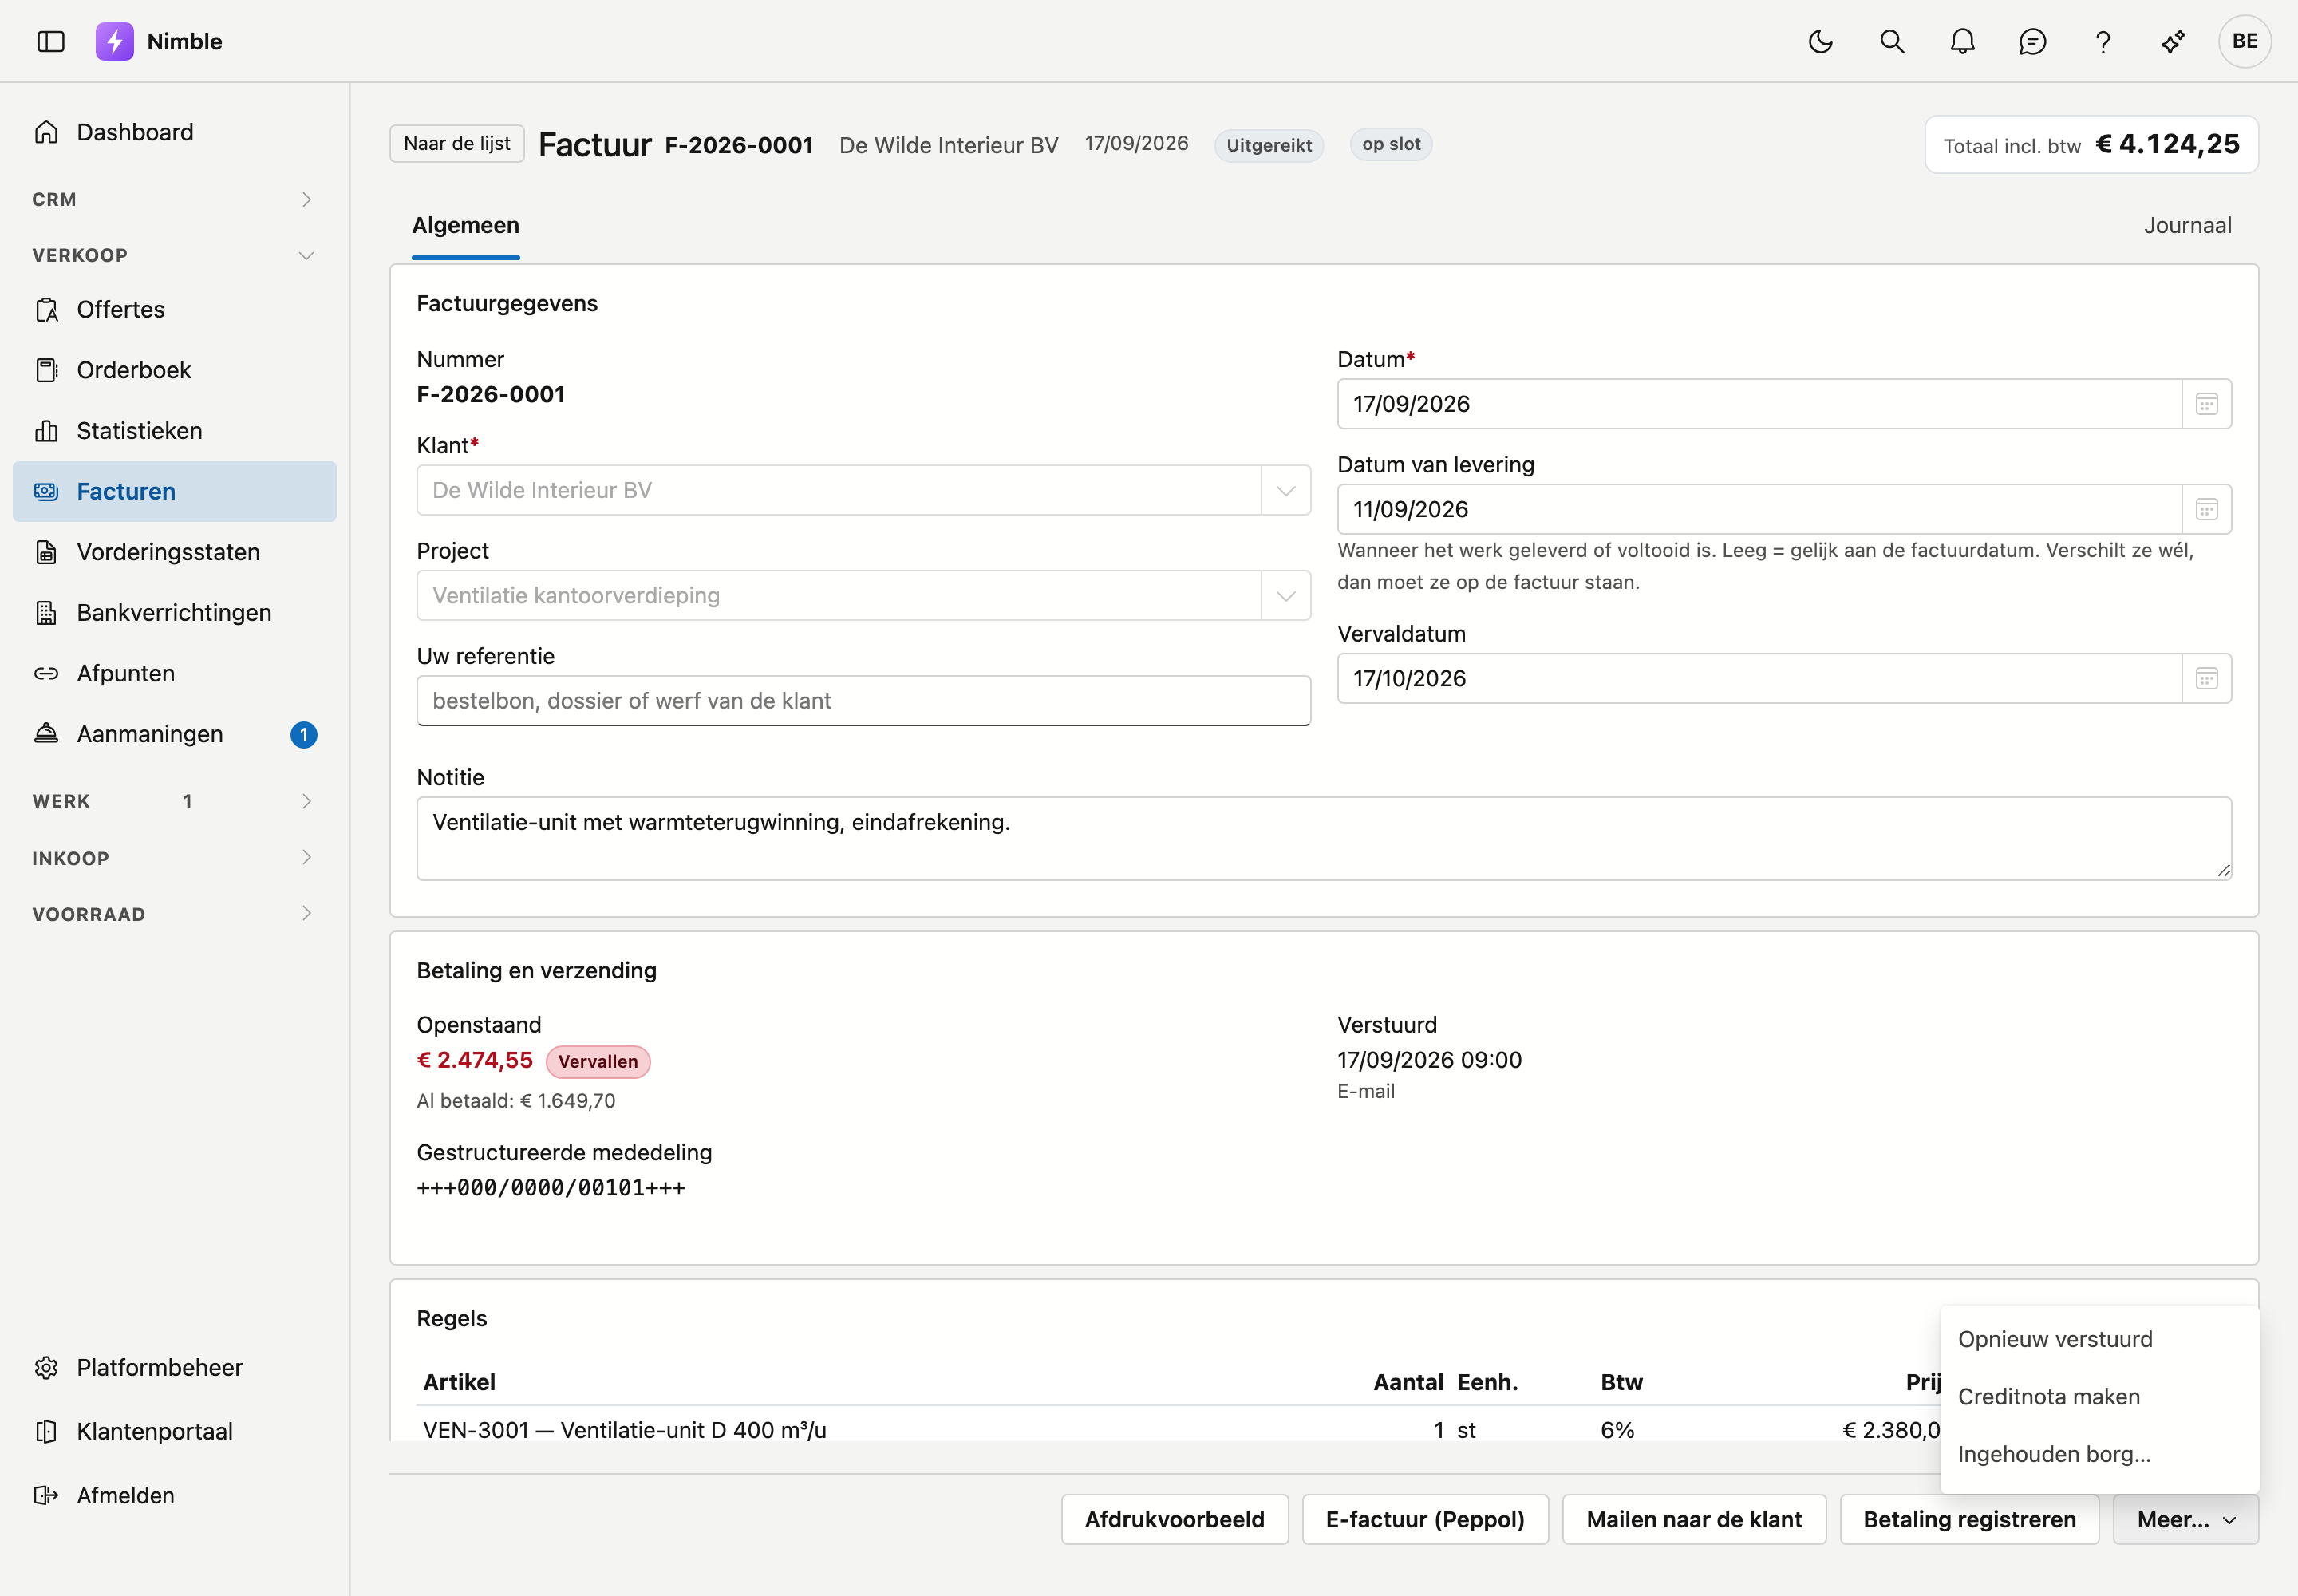 Nimble
BE
Dashboard
CRM
VERKOOP
Offertes
Orderboek
Statistieken
Facturen
Vorderingsstaten
Bankverrichtingen
Afpunten
Aanmaningen 1
WERK 1
INKOOP
VOORRAAD
Platformbeheer
Klantenportaal
Afmelden
Naar de lijst Factuur F-2026-0001 De Wilde Interieur BV 17/09/2026 Uitgereikt op slot Totaal incl. btw € 4.124,25
Algemeen Journaal
Factuurgegevens
Nummer
F-2026-0001
Klant*
De Wilde Interieur BV
Project
Ventilatie kantoorverdieping
Uw referentie
bestelbon, dossier of werf van de klant
Datum*
17/09/2026
Datum van levering
11/09/2026
Wanneer het werk geleverd of voltooid is. Leeg = gelijk aan de factuurdatum. Verschilt ze wél,
dan moet ze op de factuur staan.
Vervaldatum
17/10/2026
Notitie
Ventilatie-unit met warmteterugwinning, eindafrekening.
Betaling en verzending
Openstaand
€ 2.474,55 Vervallen
Al betaald: € 1.649,70
Gestructureerde mededeling
+++000/0000/00101+++
Verstuurd
17/09/2026 09:00
E-mail
Regels
Artikel Aantal Eenh. Btw Prij
VEN-3001 — Ventilatie-unit D 400 m³/u 1 st 6% € 2.380,0
Opnieuw verstuurd
Creditnota maken
Ingehouden borg...
Afdrukvoorbeeld E-factuur (Peppol) Mailen naar de klant Betaling registreren Meer...